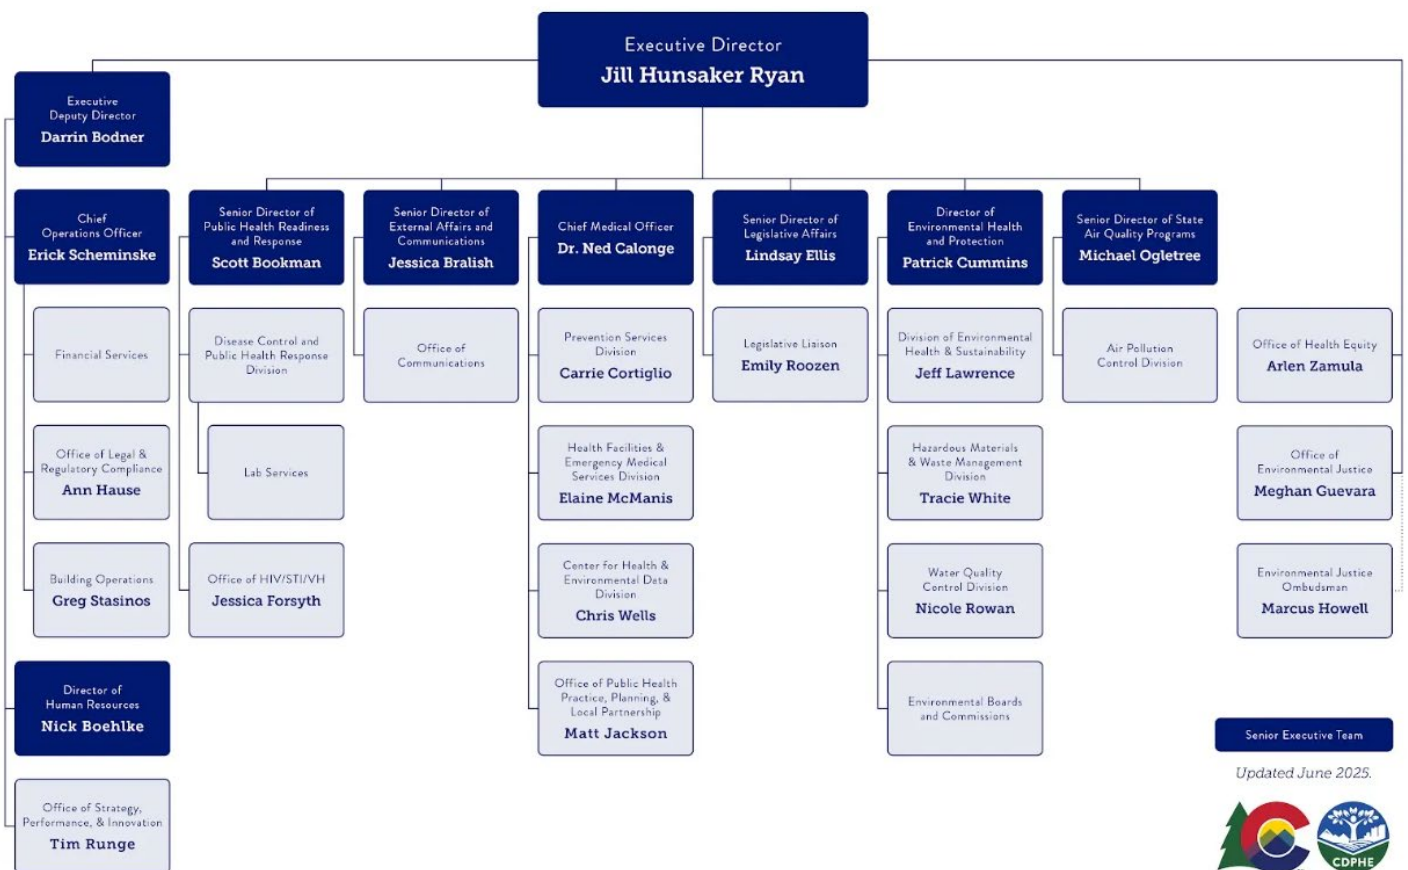 Executive Director
Jill Hunsaker Ryan
Executive
Deputy Director
Darrin Bodner
Chief
Operations Officer
Erick Scheminske
Financial Services
Office of Legal &
Regulatory Compliance
Ann Hause
Building Operations
Greg Stasinos
Director of
Human Resources
Nick Boehlke
Office of Strategy,
Performance, & Innovation
Tim Runge
Senior Director of
Public Health Readiness
and Response
Scott Bookman
Disease Control and
Public Health Response
Division
Lab Services
Office of HIV/STI/VH
Jessica Forsyth
Senior Director of
External Affairs and
Communications
Jessica Bralish
Office of
Communications
Chief Medical Officer
Dr. Ned Calonge
Prevention Services
Division
Carrie Cortiglio
Health Facilities &
Emergency Medical
Services Division
Elaine McManis
Center for Health &
Environmental Data
Division
Chris Wells
Office of Public Health
Practice, Planning, &
Local Partnership
Matt Jackson
Senior Director of
Legislative Affairs
Lindsay Ellis
Legislative Liaison
Emily Roozen
Director of
Environmental Health
and Protection
Patrick Cummins
Division of Environmental
Health & Sustainability
Jeff Lawrence
Hazardous Materials
& Waste Management
Division
Tracie White
Water Quality
Control Division
Nicole Rowan
Environmental Boards
and Commissions
Senior Director of State
Air Quality Programs
Michael Ogletree
Air Pollution
Control Division
Office of Health Equity
Arlen Zamula
Office of
Environmental Justice
Meghan Guevara
Environmental Justice
Ombudsman
Marcus Howell
Senior Executive Team
Updated June 2025.
CDPHE